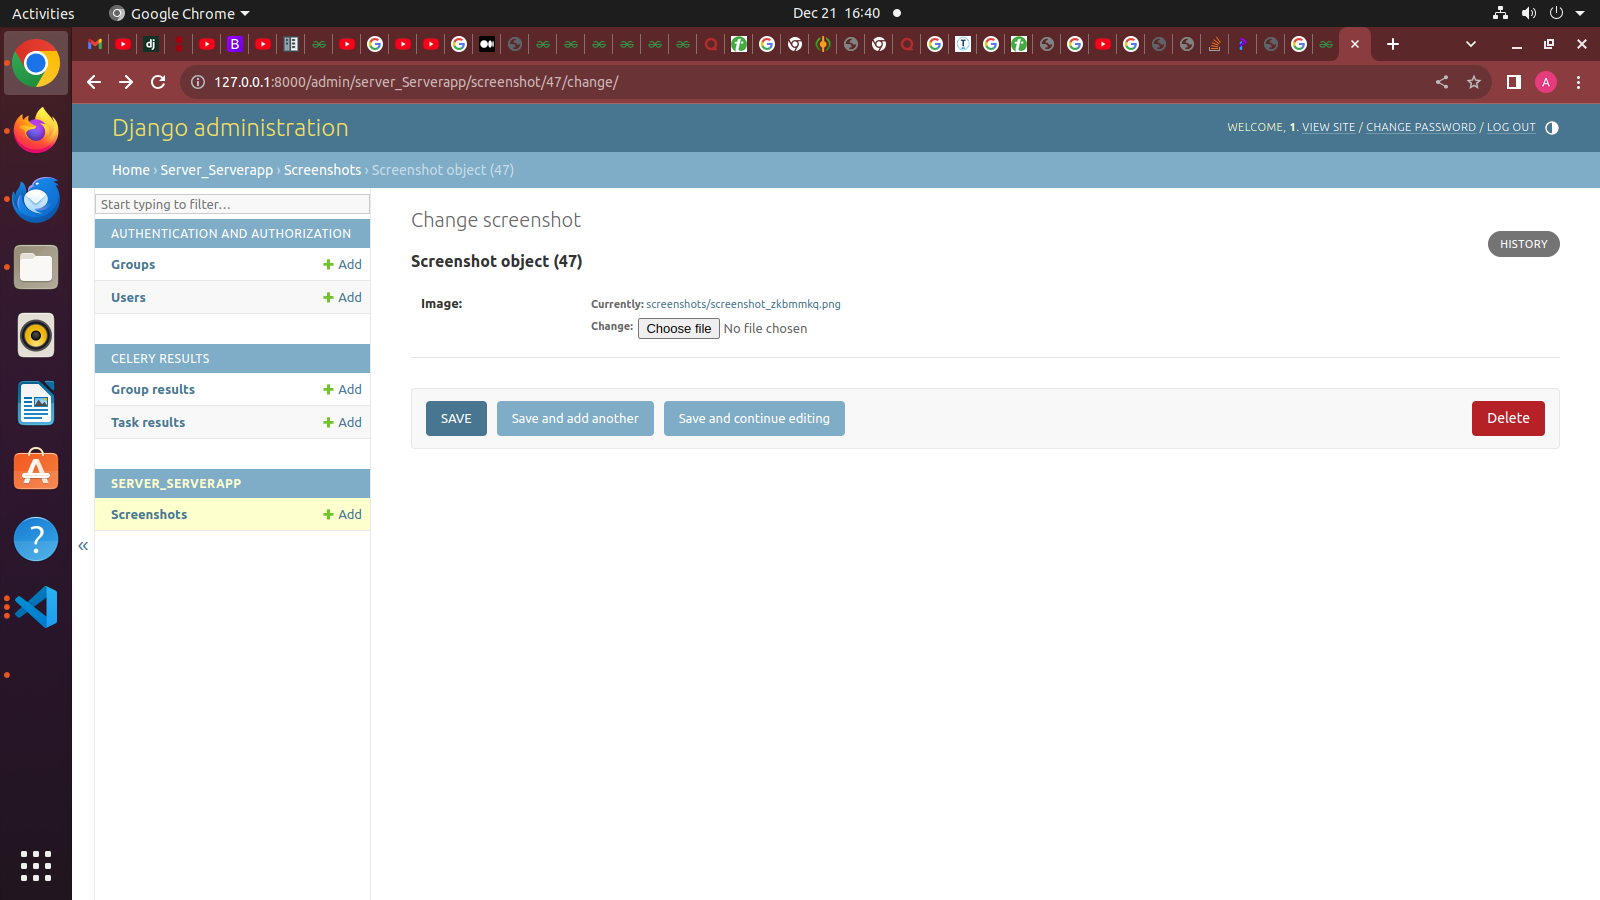 Activities
Google Chrome
Dec 21 16:40
127.0.0.1:8000/admin/server_Serverapp/screenshot/47/change/
A
Django administration
WELCOME, 1. VIEW SITE / CHANGE PASSWORD / LOG OUT
Home › Server_Serverapp › Screenshots › Screenshot object (47)
Start typing to filter...
AUTHENTICATION AND AUTHORIZATION
Groups + Add
Users + Add
CELERY RESULTS
Group results + Add
Task results + Add
SERVER_SERVERAPP
Screenshots + Add
«
Change screenshot
HISTORY
Screenshot object (47)
Image:
Currently: screenshots/screenshot_zkbmmkq.png
Change: Choose file No file chosen
SAVE
Save and add another
Save and continue editing
Delete